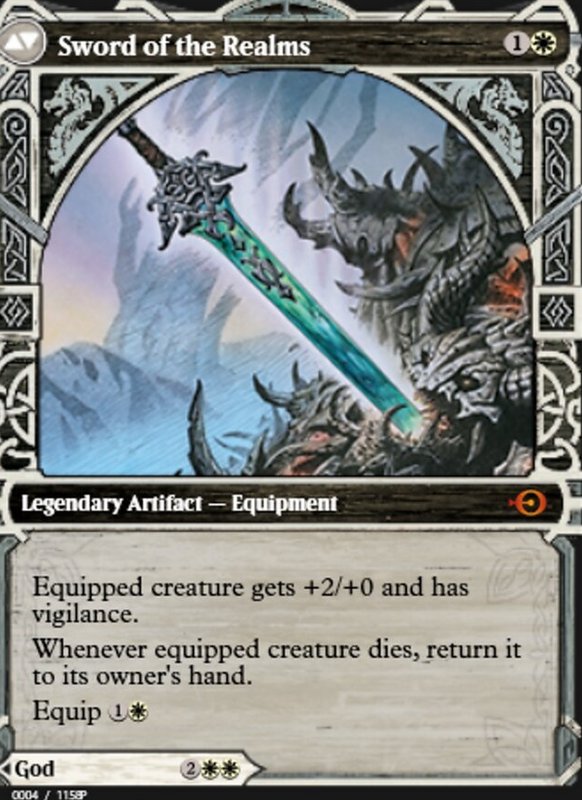 Sword of the Realms 1
Legendary Artifact — Equipment
Equipped creature gets +2/+0 and has
vigilance.
Whenever equipped creature dies, return it
to its owner's hand.
Equip 1
God 2
0004 / 1158P